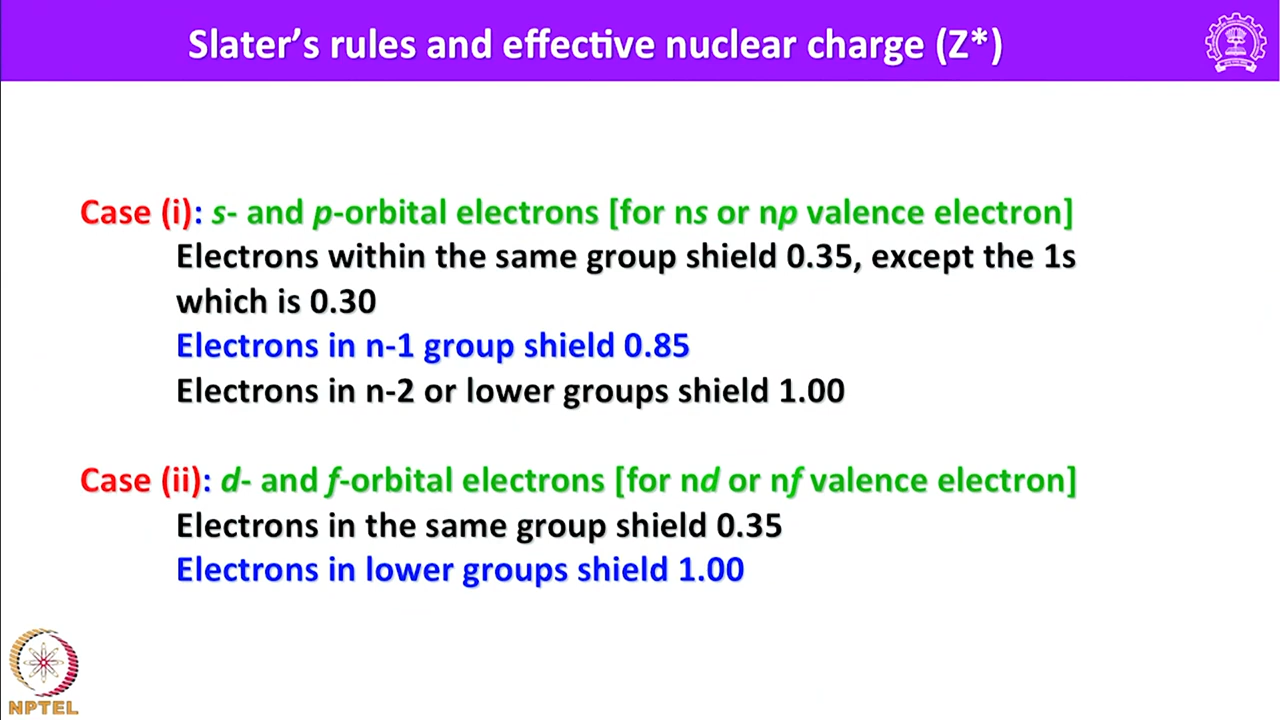 Slater's rules and effective nuclear charge (Z*)
Case (i): s- and p-orbital electrons [for ns or np valence electron]
Electrons within the same group shield 0.35, except the 1s
which is 0.30
Electrons in n-1 group shield 0.85
Electrons in n-2 or lower groups shield 1.00
Case (ii): d- and f-orbital electrons [for nd or nf valence electron]
Electrons in the same group shield 0.35
Electrons in lower groups shield 1.00
NPTEL